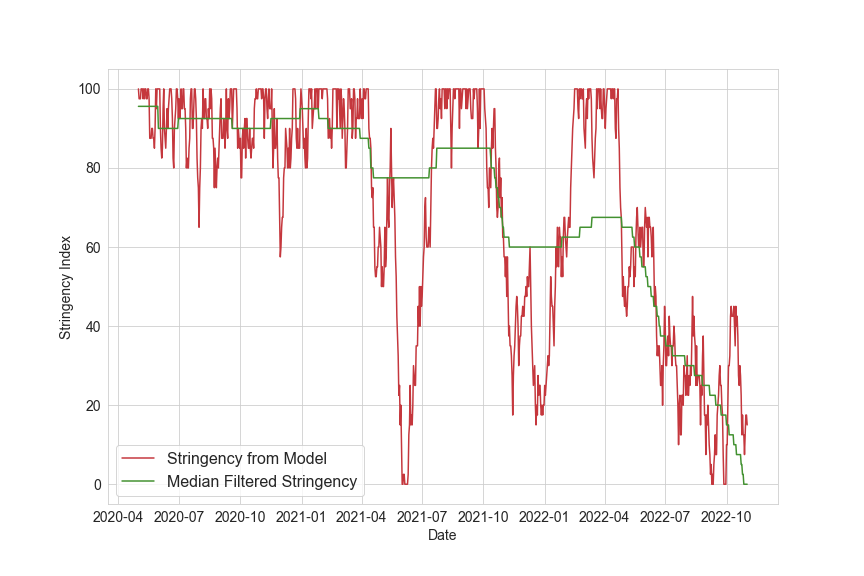 100
80
60
40
20
0
Stringency Index
Stringency from Model
Median Filtered Stringency
2020-04 2020-07 2020-10 2021-01 2021-04 2021-07 2021-10 2022-01 2022-04 2022-07 2022-10
Date